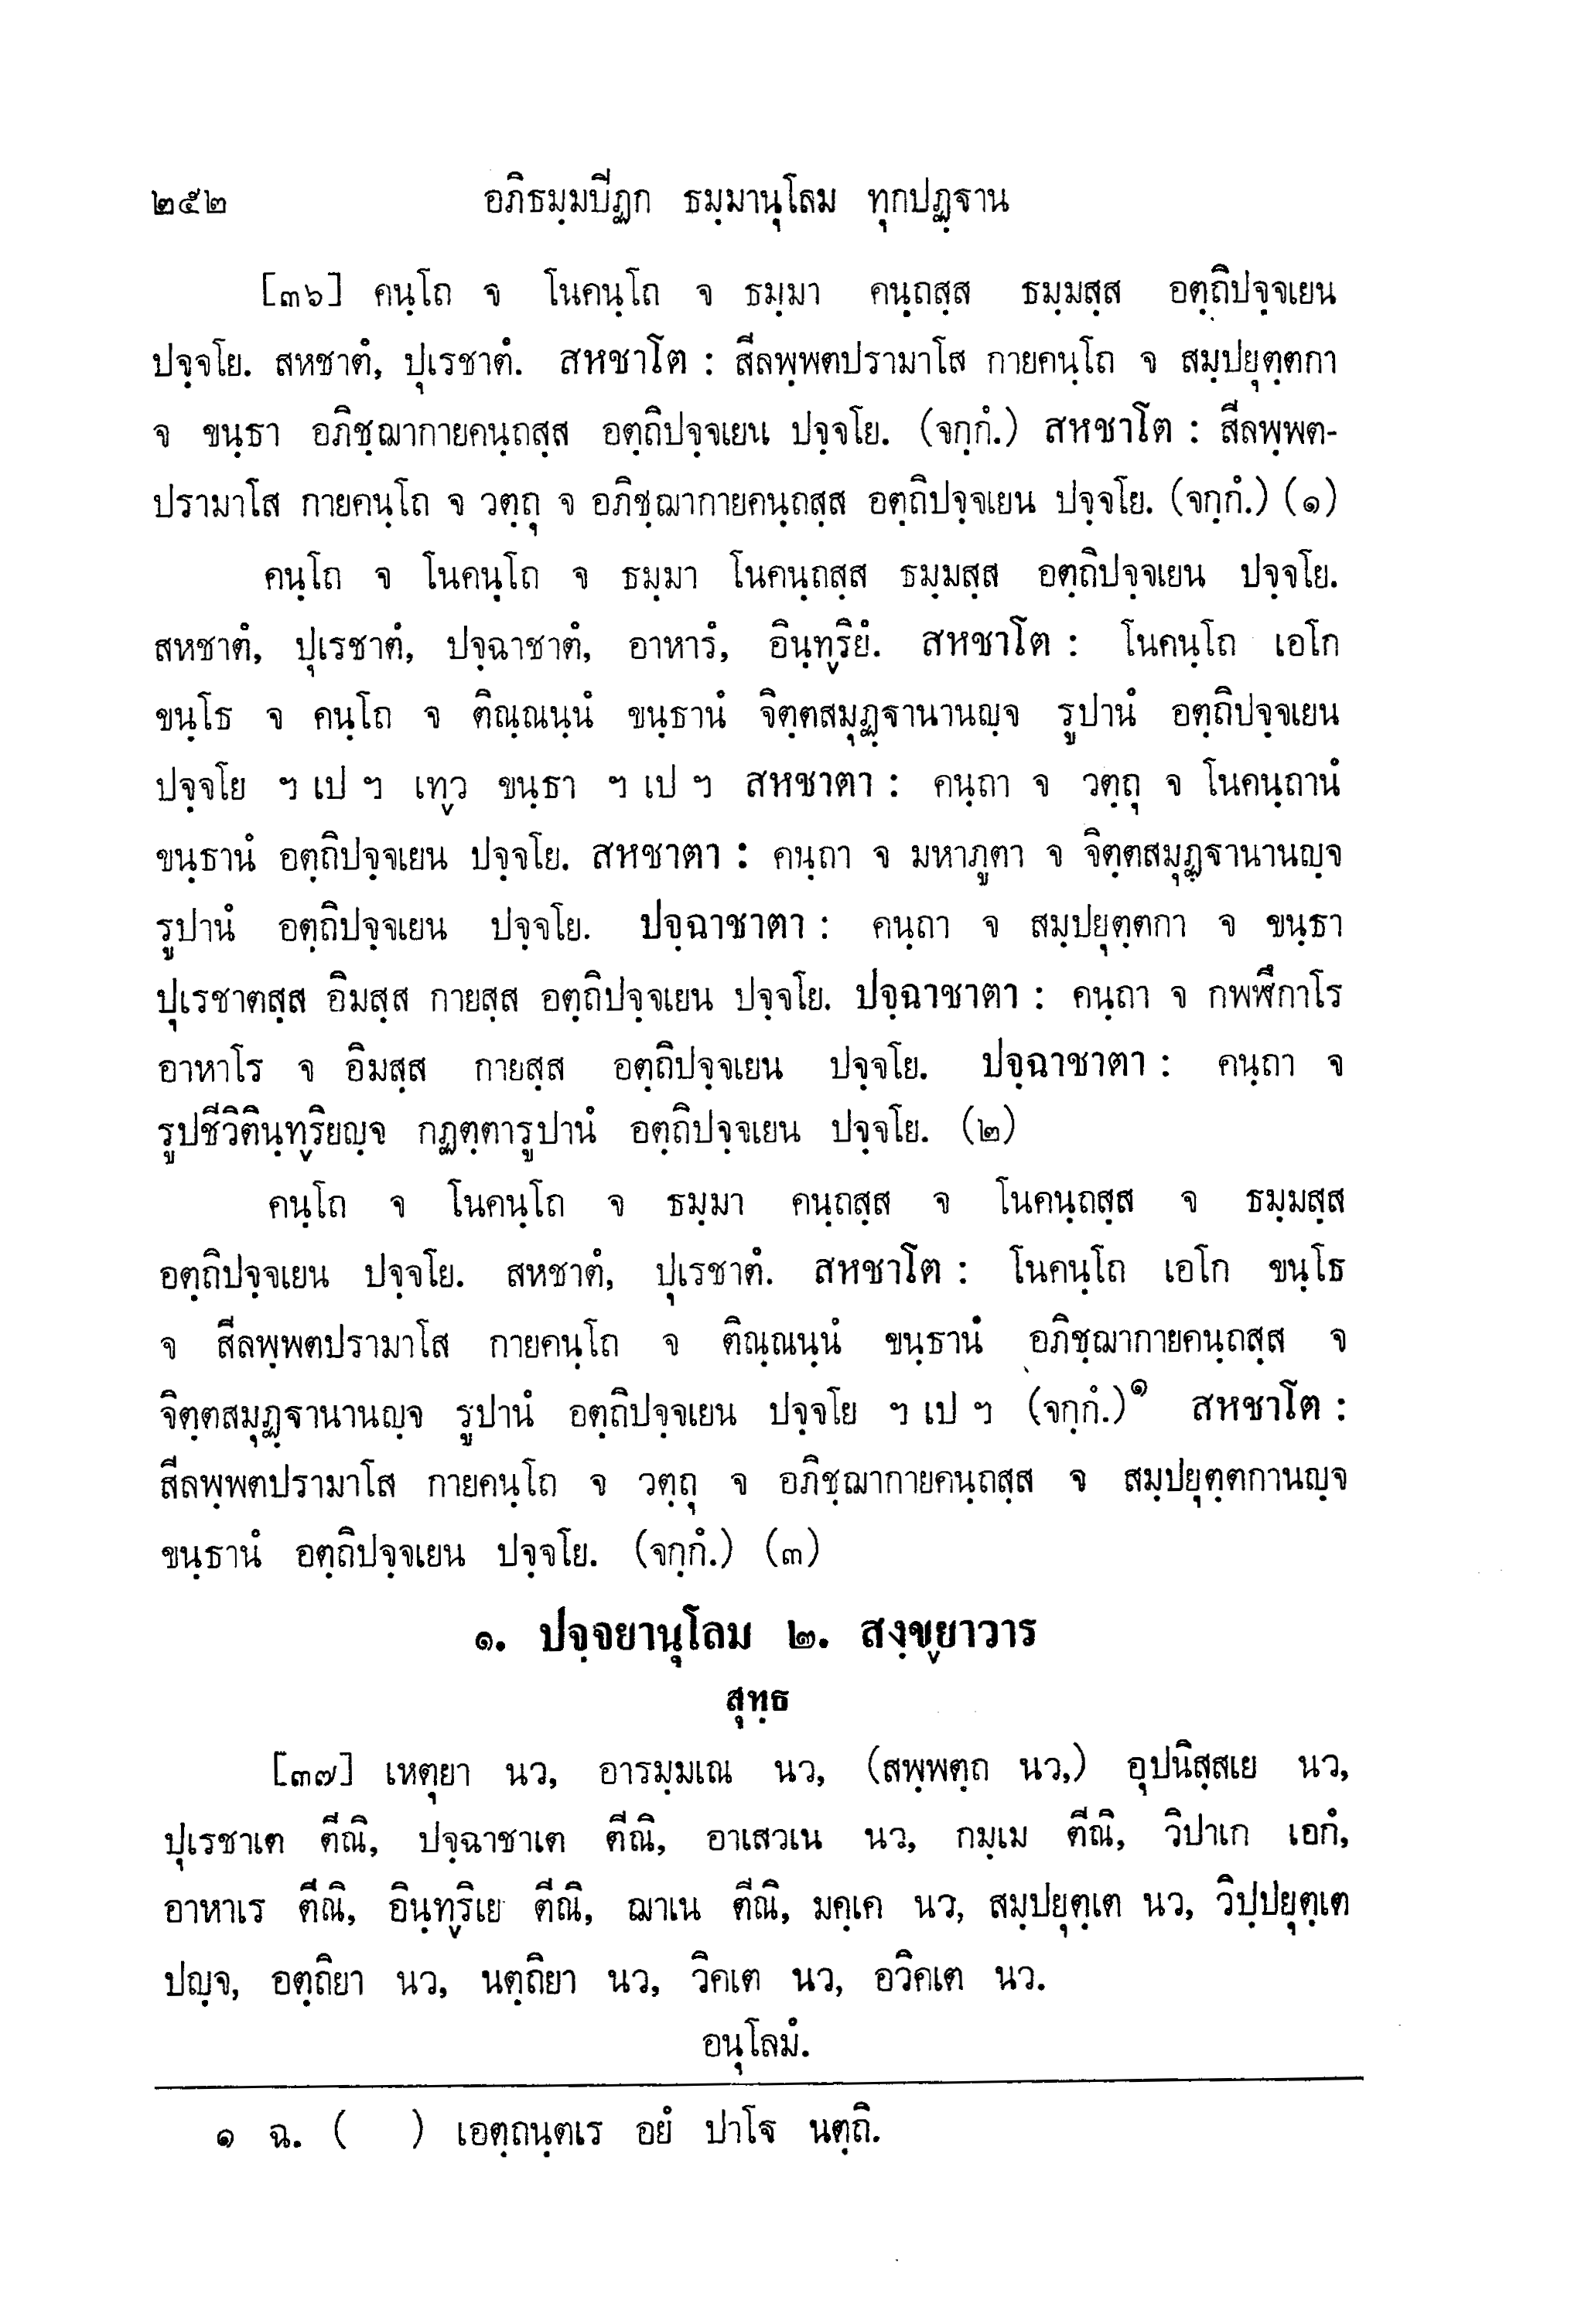 ๒๕๒ อภิธมฺมปีฏก ธมฺมานุโลม ทุกปฏฺฐาน
[๓๖] คนฺโถ จ โนคนฺโถ จ ธมฺมา คนฺถสฺส ธมฺมสฺส อตฺถิปจฺจเยน
ปจฺจโย. สหชาตํ, ปุเรชาตํ. สหชาโต : สีลพฺพตปรามาโส กายคนฺโถ จ สมฺปยุตฺตกา
จ ขนฺธา อภิชฺฌากายคนฺถสฺส อตฺถิปจฺจเยน ปจฺจโย. (จกฺกํ.) สหชาโต : สีลพฺพต-
ปรามาโส กายคนฺโถ จ วตฺถุ จ อภิชฺฌากายคนฺถสฺส อตฺถิปจฺจเยน ปจฺจโย. (จกฺกํ.) (๑)
คนฺโถ จ โนคนฺโถ จ ธมฺมา โนคนฺถสฺส ธมฺมสฺส อตฺถิปจฺจเยน ปจฺจโย.
สหชาตํ, ปุเรชาตํ, ปจฺฉาชาตํ, อาหารํ, อินฺทฺริยํ. สหชาโต : โนคนฺโถ เอโก
ขนฺโธ จ คนฺโถ จ ติณฺณนฺนํ ขนฺธานํ จิตฺตสมุฏฺฐานานญฺจ รูปานํ อตฺถิปจฺจเยน
ปจฺจโย ฯ เป ฯ เทฺว ขนฺธา ฯ เป ฯ สหชาตา : คนฺถา จ วตฺถุ จ โนคนฺถานํ
ขนฺธานํ อตฺถิปจฺจเยน ปจฺจโย. สหชาตา : คนฺถา จ มหาภูตา จ จิตฺตสมุฏฺฐานานญฺจ
รูปานํ อตฺถิปจฺจเยน ปจฺจโย. ปจฺฉาชาตา : คนฺถา จ สมฺปยุตฺตกา จ ขนฺธา
ปุเรชาตสฺส อิมสฺส กายสฺส อตฺถิปจฺจเยน ปจฺจโย. ปจฺฉาชาตา : คนฺถา จ กพฬีกาโร
อาหาโร จ อิมสฺส กายสฺส อตฺถิปจฺจเยน ปจฺจโย. ปจฺฉาชาตา : คนฺถา จ
รูปชีวิตินฺทฺริยญฺจ กฏตฺตารูปานํ อตฺถิปจฺจเยน ปจฺจโย. (๒)
คนฺโถ จ โนคนฺโถ จ ธมฺมา คนฺถสฺส จ โนคนฺถสฺส จ ธมฺมสฺส
อตฺถิปจฺจเยน ปจฺจโย. สหชาตํ, ปุเรชาตํ. สหชาโต : โนคนฺโถ เอโก ขนฺโธ
จ สีลพฺพตปรามาโส กายคนฺโถ จ ติณฺณนฺนํ ขนฺธานํ อภิชฺฌากายคนฺถสฺส จ
จิตฺตสมุฏฺฐานานญฺจ รูปานํ อตฺถิปจฺจเยน ปจฺจโย ฯ เป ฯ (จกฺกํ.)๑ สหชาโต :
สีลพฺพตปรามาโส กายคนฺโถ จ วตฺถุ จ อภิชฺฌากายคนฺถสฺส จ สมฺปยุตฺตกานญฺจ
ขนฺธานํ อตฺถิปจฺจเยน ปจฺจโย. (จกฺกํ.) (๓)
๑. ปจฺจยานุโลม ๒. สงฺขฺยาวาร
สุทฺธ
[๓๗] เหตุยา นว, อารมฺมเณ นว, (สพฺพตฺถ นว,) อุปนิสฺสเย นว,
ปุเรชาเต ตีณิ, ปจฺฉาชาเต ตีณิ, อาเสวเน นว, กมฺเม ตีณิ, วิปาเก เอกํ,
อาหาเร ตีณิ, อินฺทฺริเย ตีณิ, ฌาเน ตีณิ, มคฺเค นว, สมฺปยุตฺเต นว, วิปฺปยุตฺเต
ปญฺจ, อตฺถิยา นว, นตฺถิยา นว, วิคเต นว, อวิคเต นว.
อนุโลมํ.
๑ ฉ. ( ) เอตฺถนฺตเร อยํ ปาโฐ นตฺถิ.